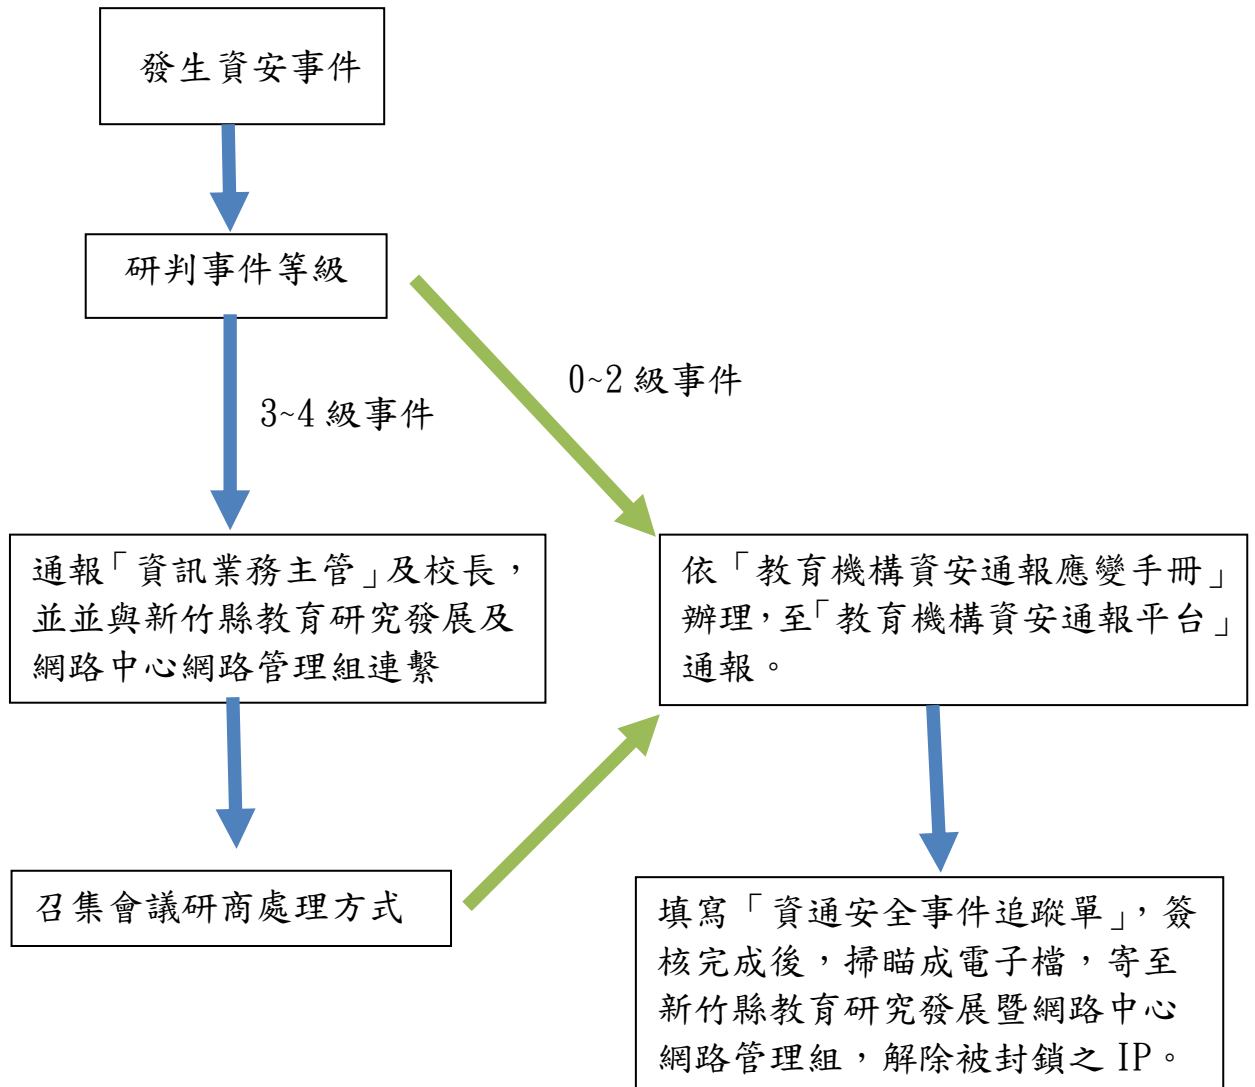 發生資安事件
研判事件等級
0~2 級事件
3~4 級事件
通報「資訊業務主管」及校長，
並並與新竹縣教育研究發展及
網路中心網路管理組連繫
依「教育機構資安通報應變手冊」
辦理，至「教育機構資安通報平台」
通報。
召集會議研商處理方式
填寫「資通安全事件追蹤單」，簽
核完成後，掃瞄成電子檔，寄至
新竹縣教育研究發展暨網路中心
網路管理組，解除被封鎖之 IP。